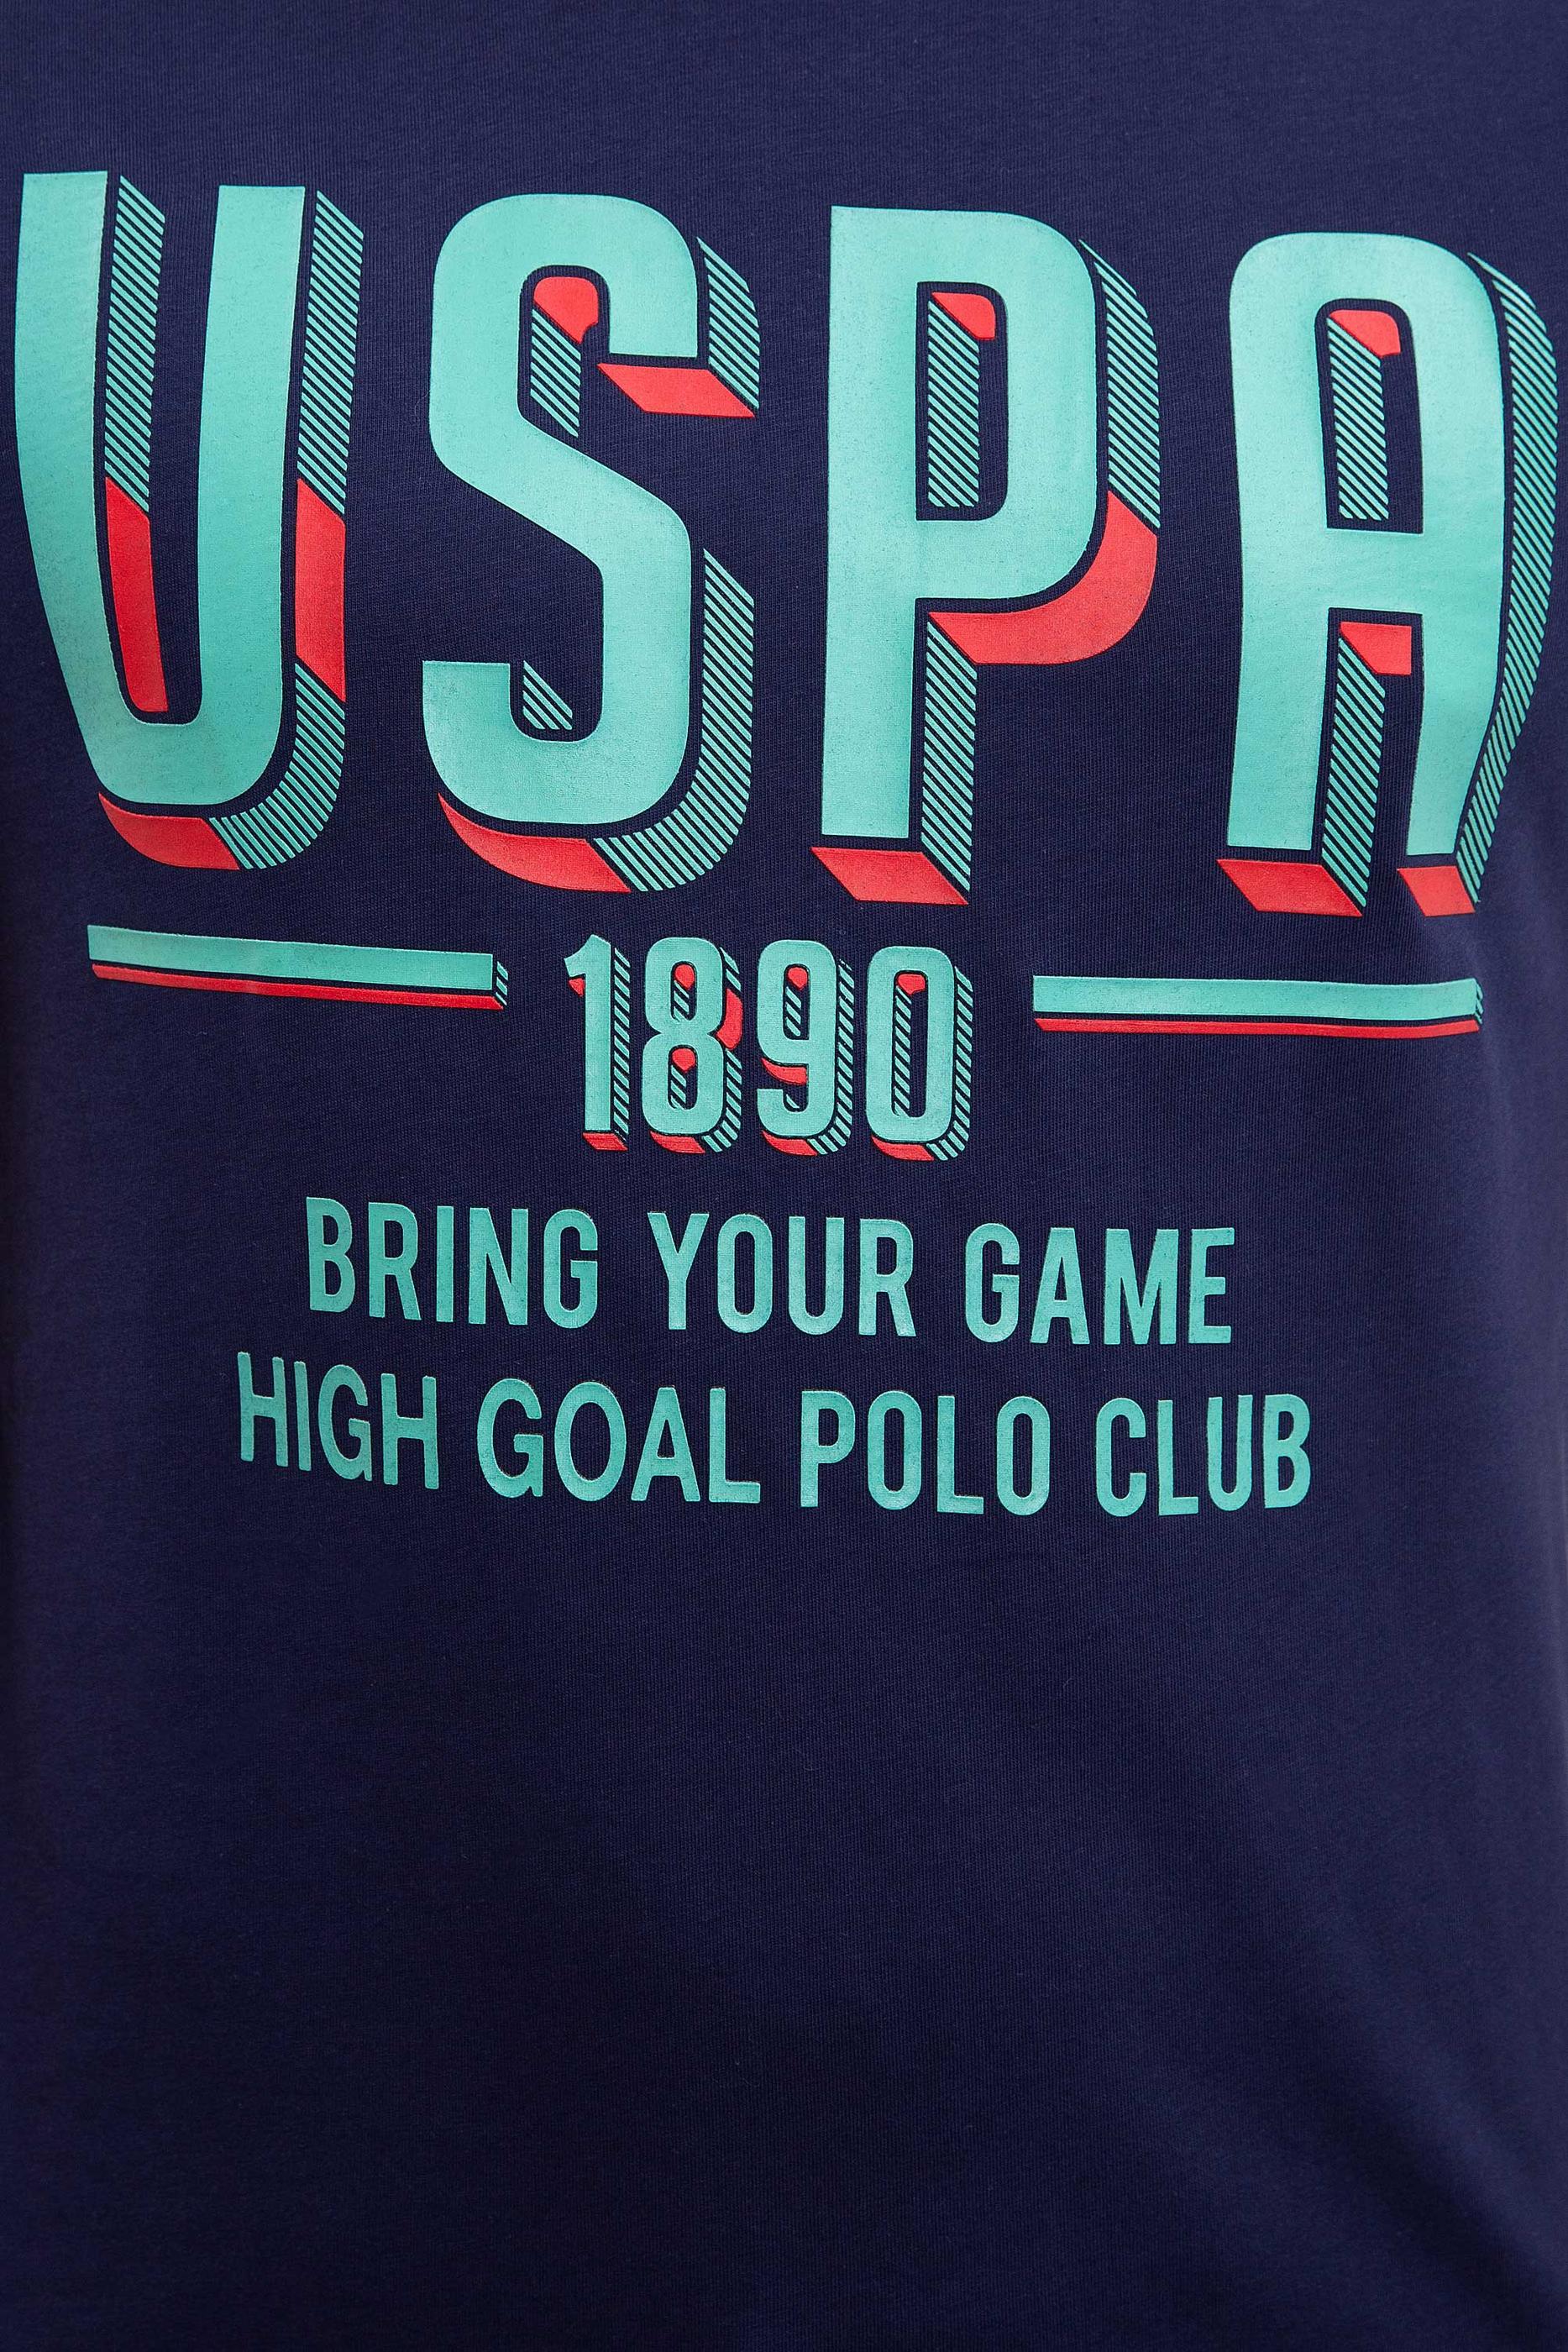 USPA
1890
BRING YOUR GAME
HIGH GOAL POLO CLUB